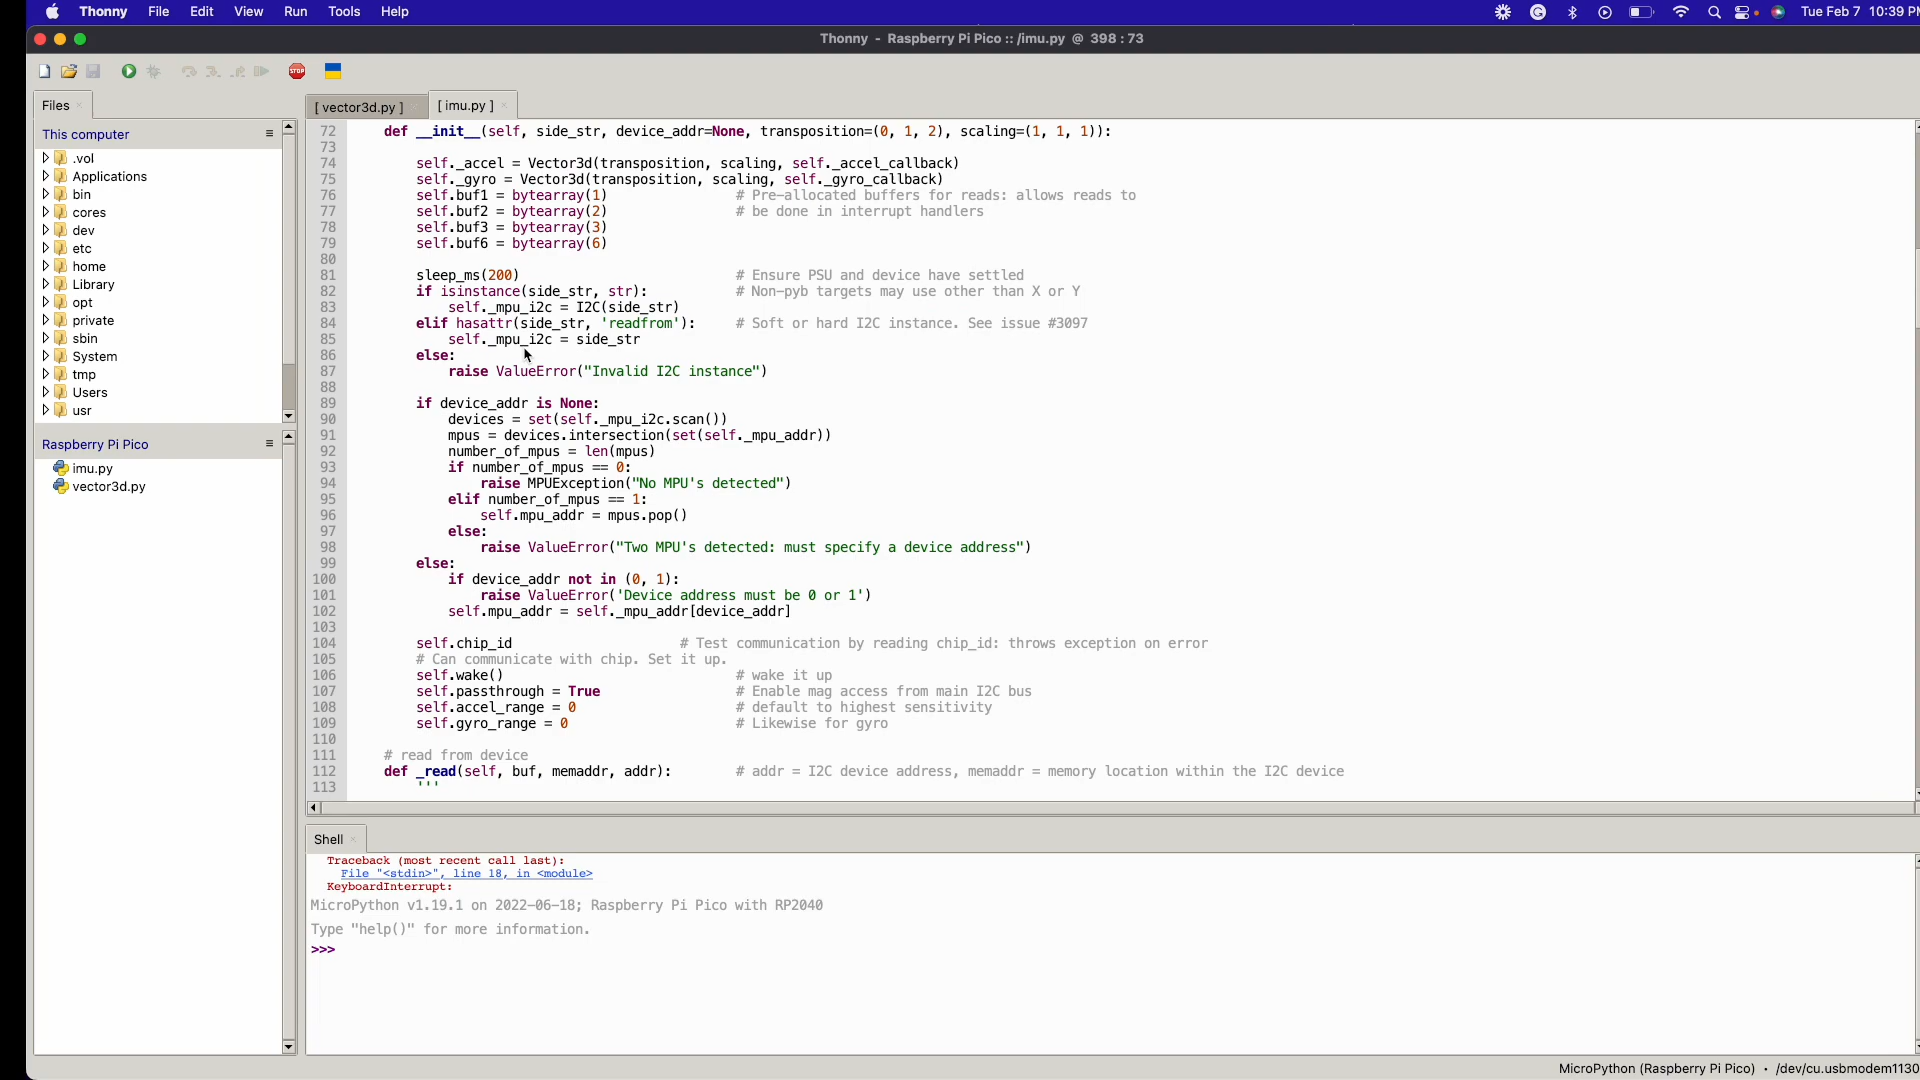 Thonny File Edit View Run Tools Help
Tue Feb 7 10:39
Thonny - Raspberry Pi Pico :: /imu.py @ 398 : 73
STOP
Files
[ vector3d.py ]
[ imu.py ]
This computer
.vol
Applications
bin
cores
dev
etc
home
Library
opt
private
sbin
System
tmp
Users
usr
Raspberry Pi Pico
imu.py
vector3d.py
72 def __init__(self, side_str, device_addr=None, transposition=(0, 1, 2), scaling=(1, 1, 1)):
73
74 self._accel = Vector3d(transposition, scaling, self._accel_callback)
75 self._gyro = Vector3d(transposition, scaling, self._gyro_callback)
76 self.buf1 = bytearray(1) # Pre-allocated buffers for reads: allows reads to
77 self.buf2 = bytearray(2) # be done in interrupt handlers
78 self.buf3 = bytearray(3)
79 self.buf6 = bytearray(6)
80
81 sleep_ms(200) # Ensure PSU and device have settled
82 if isinstance(side_str, str): # Non-pyb targets may use other than X or Y
83 self._mpu_i2c = I2C(side_str)
84 elif hasattr(side_str, 'readfrom'): # Soft or hard I2C instance. See issue #3097
85 self._mpu_i2c = side_str
86 else:
87 raise ValueError("Invalid I2C instance")
88
89 if device_addr is None:
90 devices = set(self._mpu_i2c.scan())
91 mpus = devices.intersection(set(self._mpu_addr))
92 number_of_mpus = len(mpus)
93 if number_of_mpus == 0:
94 raise MPUException("No MPU's detected")
95 elif number_of_mpus == 1:
96 self.mpu_addr = mpus.pop()
97 else:
98 raise ValueError("Two MPU's detected: must specify a device address")
99 else:
100 if device_addr not in (0, 1):
101 raise ValueError('Device address must be 0 or 1')
102 self.mpu_addr = self._mpu_addr[device_addr]
103
104 self.chip_id # Test communication by reading chip_id: throws exception on error
105 # Can communicate with chip. Set it up.
106 self.wake() # wake it up
107 self.passthrough = True # Enable mag access from main I2C bus
108 self.accel_range = 0 # default to highest sensitivity
109 self.gyro_range = 0 # Likewise for gyro
110
111 # read from device
112 def _read(self, buf, memaddr, addr): # addr = I2C device address, memaddr = memory location within the I2C device
113 '''
Shell
Traceback (most recent call last):
File "<stdin>", line 18, in <module>
KeyboardInterrupt:
MicroPython v1.19.1 on 2022-06-18; Raspberry Pi Pico with RP2040
Type "help()" for more information.
>>>
MicroPython (Raspberry Pi Pico) • /dev/cu.usbmodem1130